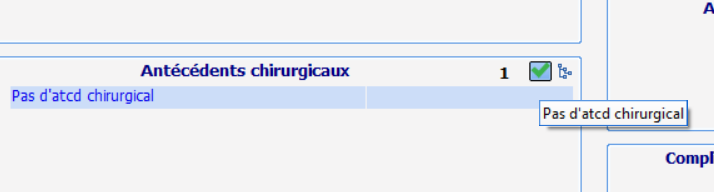 A
Antécédents chirurgicaux 1
Pas d'atcd chirurgical
Pas d'atcd chirurgical
Compl